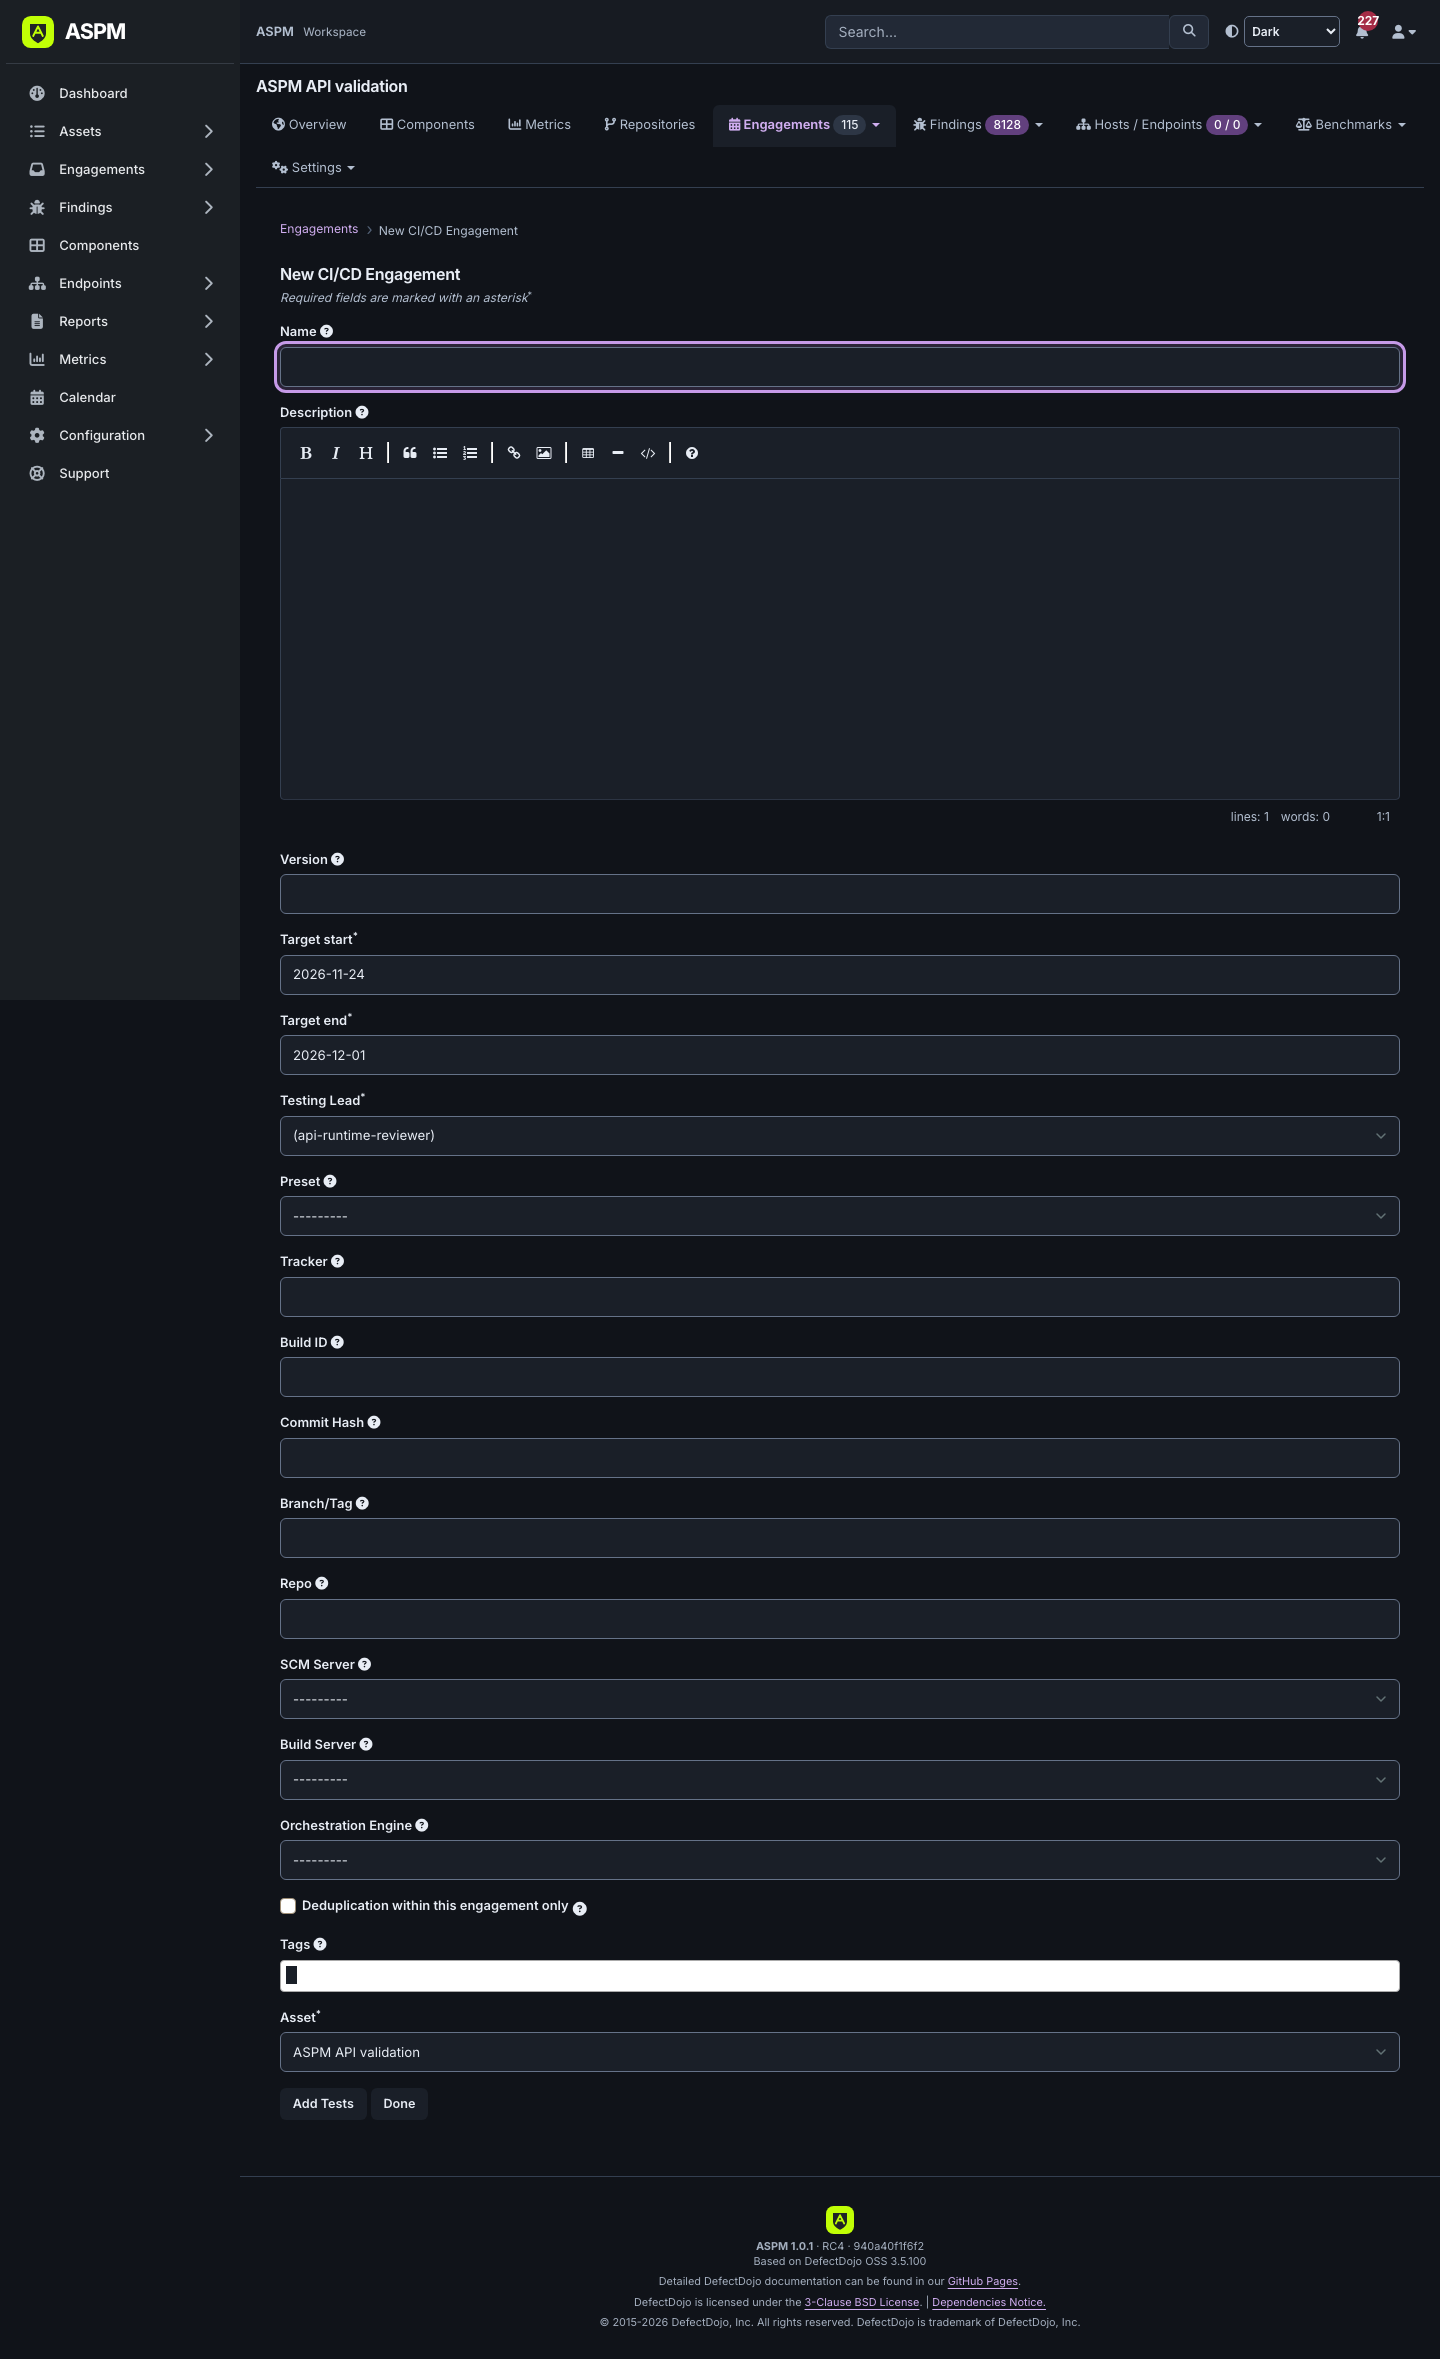 ASPM
ASPM Workspace
Search...
Dark
227
Dashboard
Assets
Engagements
Findings
Components
Endpoints
Reports
Metrics
Calendar
Configuration
Support
ASPM API validation
Overview
Components
Metrics
Repositories
Engagements 115
Findings 8128
Hosts / Endpoints 0 / 0
Benchmarks
Settings
Engagements > New CI/CD Engagement
New CI/CD Engagement
Required fields are marked with an asterisk*
Name
Description
B I H
lines: 1 words: 0 1:1
Version
Target start*
2026-11-24
Target end*
2026-12-01
Testing Lead*
(api-runtime-reviewer)
Preset
---------
Tracker
Build ID
Commit Hash
Branch/Tag
Repo
SCM Server
---------
Build Server
---------
Orchestration Engine
---------
Deduplication within this engagement only
Tags
Asset*
ASPM API validation
Add Tests
Done
ASPM 1.0.1 · RC4 · 940a40f1f6f2
Based on DefectDojo OSS 3.5.100
Detailed DefectDojo documentation can be found in our GitHub Pages.
DefectDojo is licensed under the 3-Clause BSD License. | Dependencies Notice.
© 2015-2026 DefectDojo, Inc. All rights reserved. DefectDojo is trademark of DefectDojo, Inc.